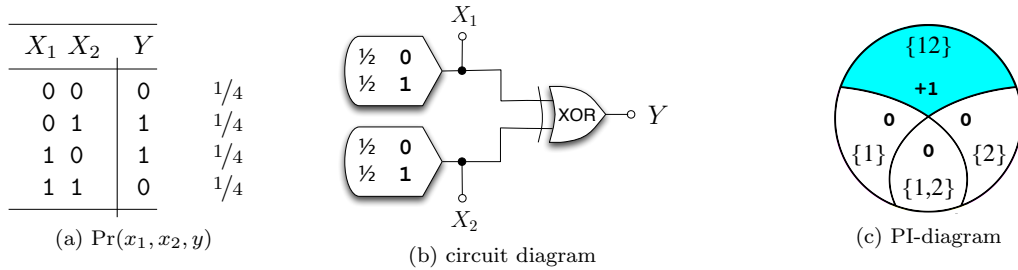 X₁ X₂ Y
0 0 0 1/4
0 1 1 1/4
1 0 1 1/4
1 1 0 1/4
(a) Pr(x₁, x₂, y)
X₁
½ 0
½ 1
XOR
Y
½ 0
½ 1
X₂
(b) circuit diagram
{12}
+1
0 0
{1} 0 {2}
{1,2}
(c) PI-diagram